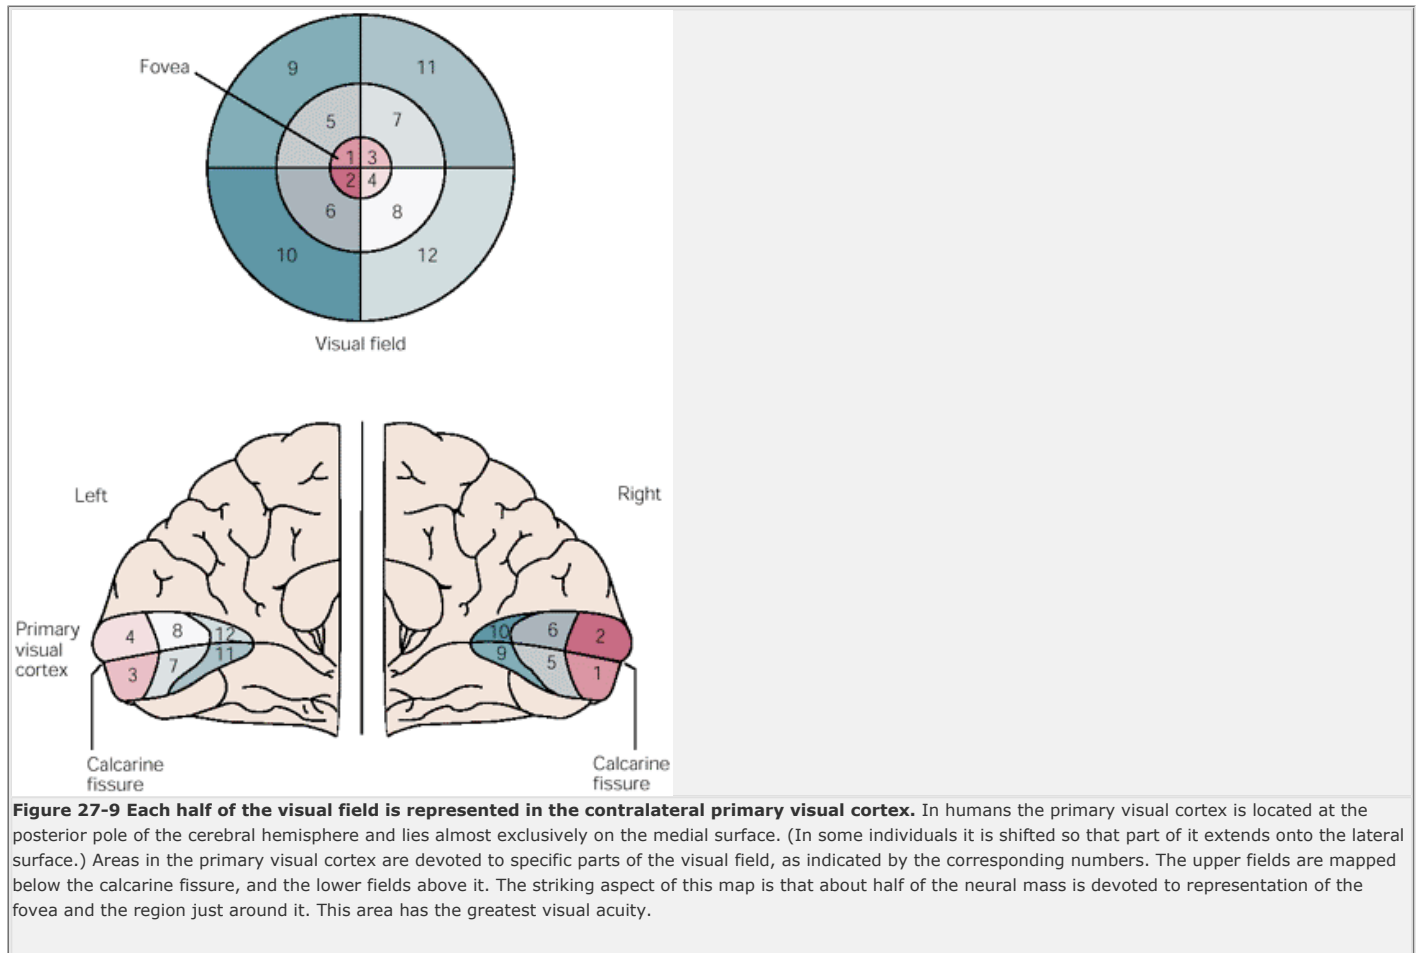 Fovea
9
11
5
7
1
3
2
4
6
8
10
12
Visual field
Left
Right
Primary
visual
cortex
4
8
12
3
7
11
10
6
2
9
5
1
Calcarine
fissure
Calcarine
fissure
Figure 27-9 Each half of the visual field is represented in the contralateral primary visual cortex. In humans the primary visual cortex is located at the
posterior pole of the cerebral hemisphere and lies almost exclusively on the medial surface. (In some individuals it is shifted so that part of it extends onto the lateral
surface.) Areas in the primary visual cortex are devoted to specific parts of the visual field, as indicated by the corresponding numbers. The upper fields are mapped
below the calcarine fissure, and the lower fields above it. The striking aspect of this map is that about half of the neural mass is devoted to representation of the
fovea and the region just around it. This area has the greatest visual acuity.